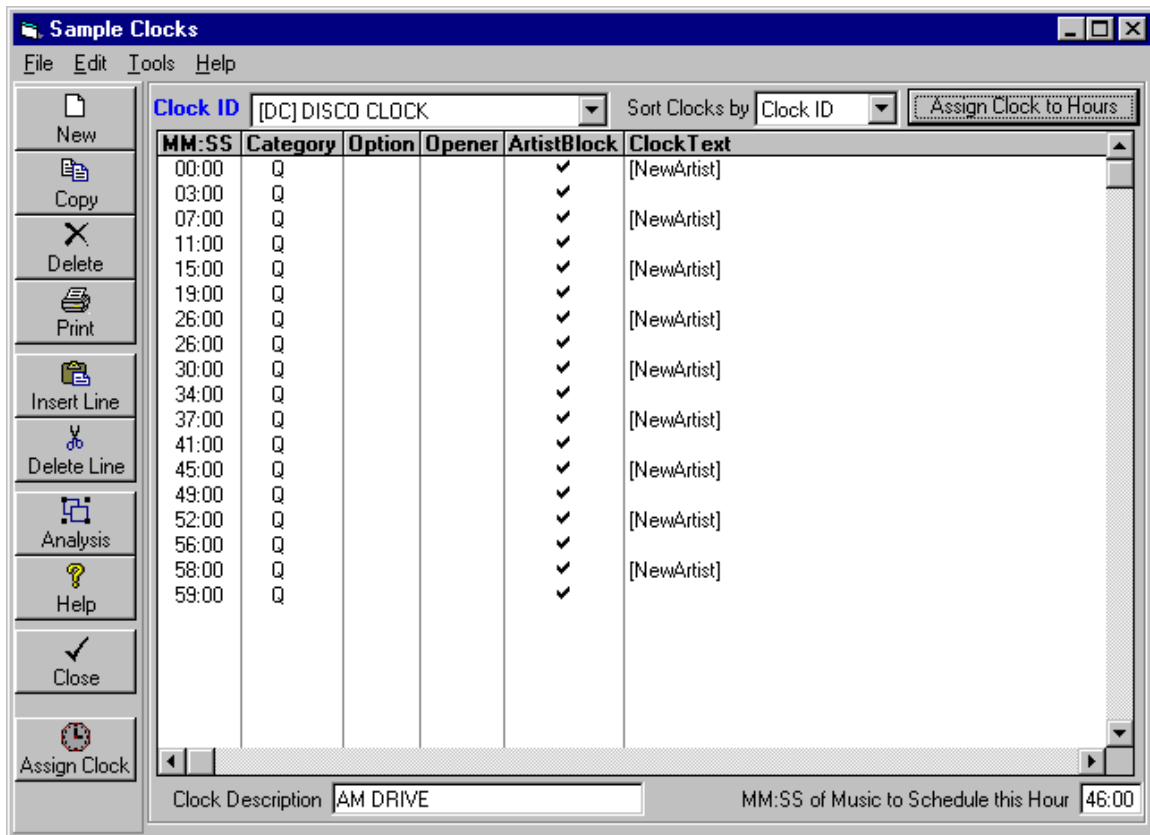 Sample Clocks
File Edit Tools Help
New
Copy
Delete
Print
Insert Line
Delete Line
Analysis
Help
Close
Assign Clock
Clock ID [DC] DISCO CLOCK Sort Clocks by Clock ID Assign Clock to Hours
MM:SS Category Option Opener ArtistBlock ClockText
00:00 Q ✔ [NewArtist]
03:00 Q ✔
07:00 Q ✔ [NewArtist]
11:00 Q ✔
15:00 Q ✔ [NewArtist]
19:00 Q ✔
26:00 Q ✔ [NewArtist]
26:00 Q ✔
30:00 Q ✔ [NewArtist]
34:00 Q ✔
37:00 Q ✔ [NewArtist]
41:00 Q ✔
45:00 Q ✔ [NewArtist]
49:00 Q ✔
52:00 Q ✔ [NewArtist]
56:00 Q ✔
58:00 Q ✔ [NewArtist]
59:00 Q ✔
Clock Description AM DRIVE MM:SS of Music to Schedule this Hour 46:00